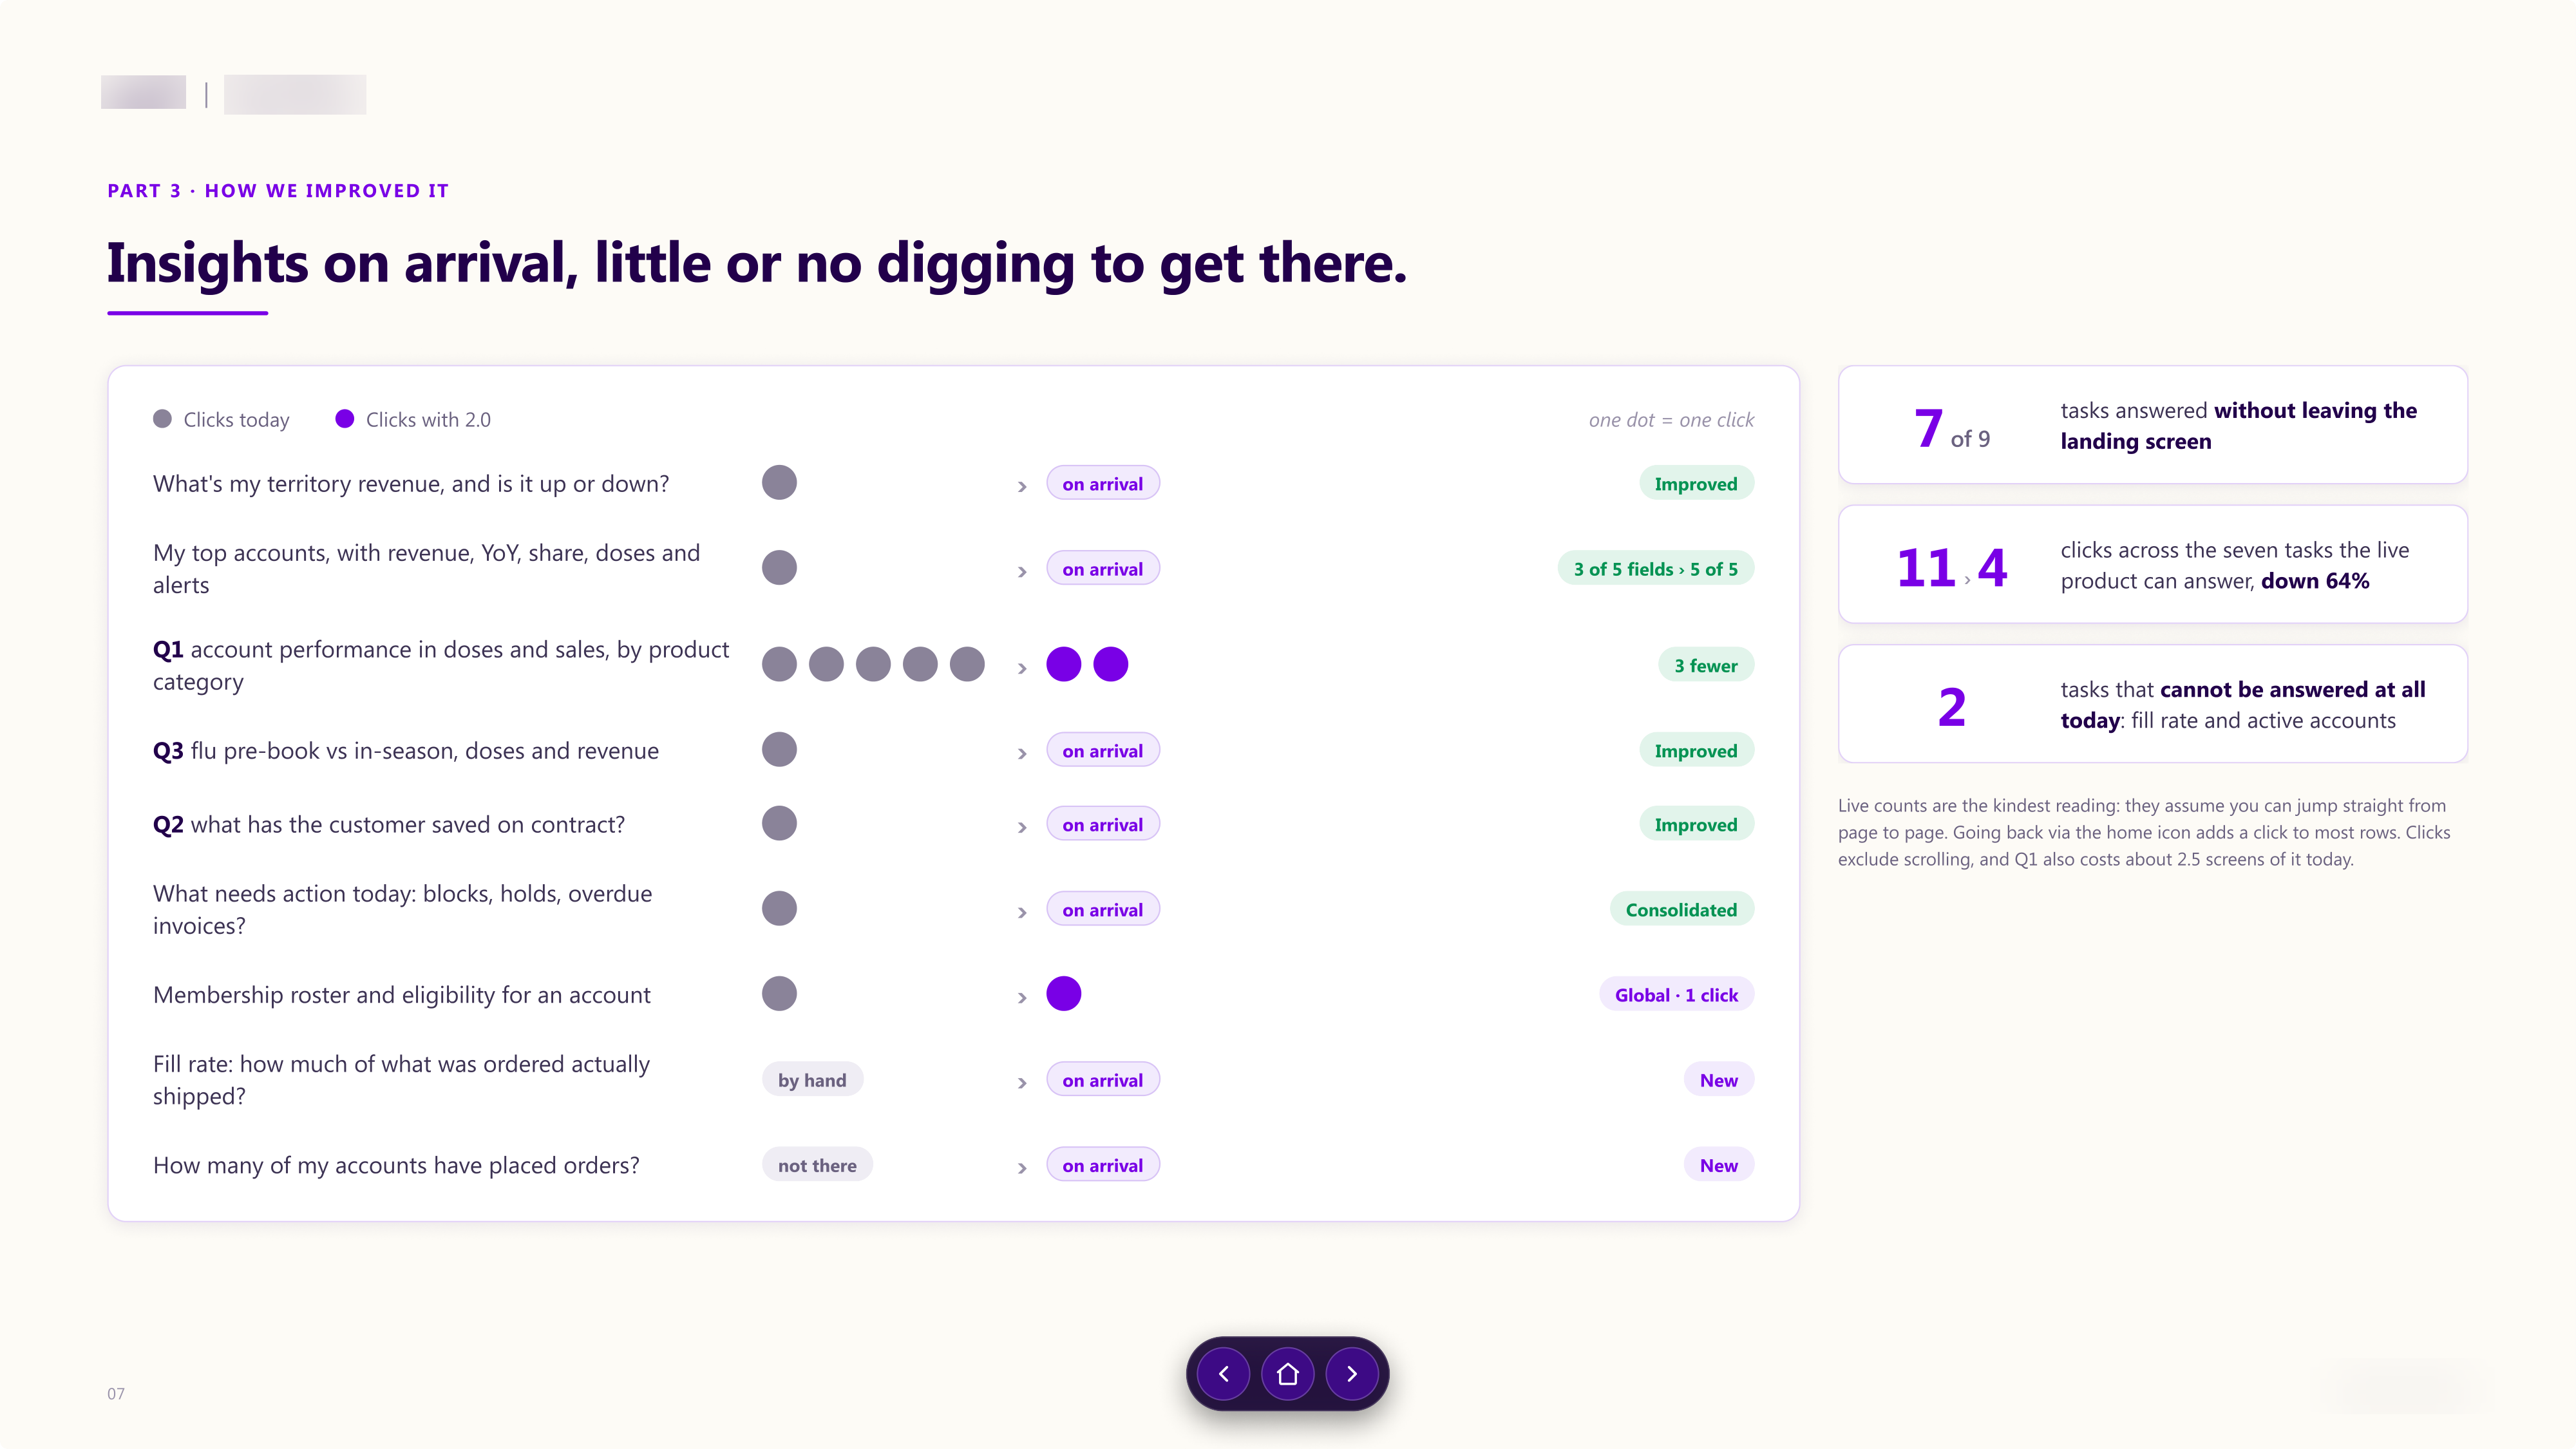 PART 3 · HOW WE IMPROVED IT
Insights on arrival, little or no digging to get there.
Clicks today
Clicks with 2.0
one dot = one click
What's my territory revenue, and is it up or down?
› on arrival
Improved
My top accounts, with revenue, YoY, share, doses and
alerts
› on arrival
3 of 5 fields › 5 of 5
Q1 account performance in doses and sales, by product
category
›
3 fewer
Q3 flu pre-book vs in-season, doses and revenue
› on arrival
Improved
Q2 what has the customer saved on contract?
› on arrival
Improved
What needs action today: blocks, holds, overdue
invoices?
› on arrival
Consolidated
Membership roster and eligibility for an account
›
Global · 1 click
Fill rate: how much of what was ordered actually
shipped?
by hand
› on arrival
New
How many of my accounts have placed orders?
not there
› on arrival
New
7 of 9
tasks answered without leaving the
landing screen
11 › 4
clicks across the seven tasks the live
product can answer, down 64%
2
tasks that cannot be answered at all
today: fill rate and active accounts
Live counts are the kindest reading: they assume you can jump straight from
page to page. Going back via the home icon adds a click to most rows. Clicks
exclude scrolling, and Q1 also costs about 2.5 screens of it today.
07